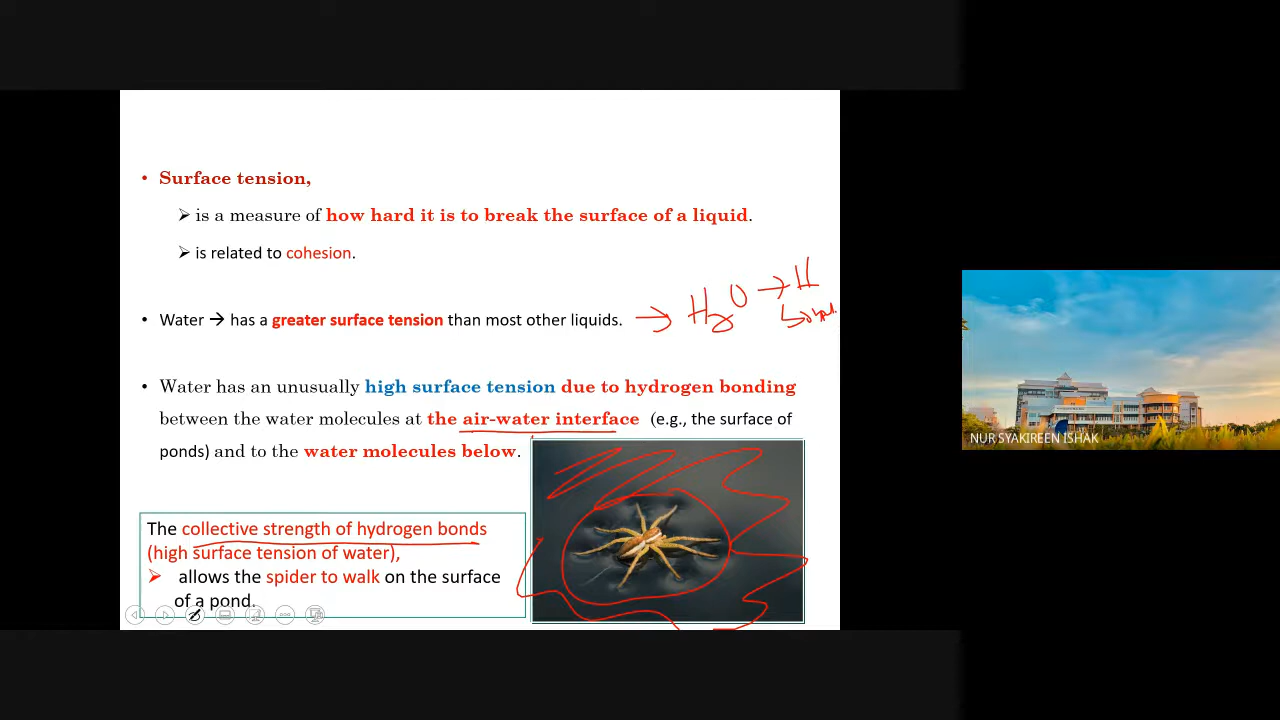 • Surface tension,
➢ is a measure of how hard it is to break the surface of a liquid.
➢ is related to cohesion.
• Water → has a greater surface tension than most other liquids. → H2O → H
bond.
• Water has an unusually high surface tension due to hydrogen bonding
between the water molecules at the air-water interface (e.g., the surface of
ponds) and to the water molecules below.
The collective strength of hydrogen bonds
(high surface tension of water),
➢ allows the spider to walk on the surface
of a pond.
NUR SYAKIREEN ISHAK